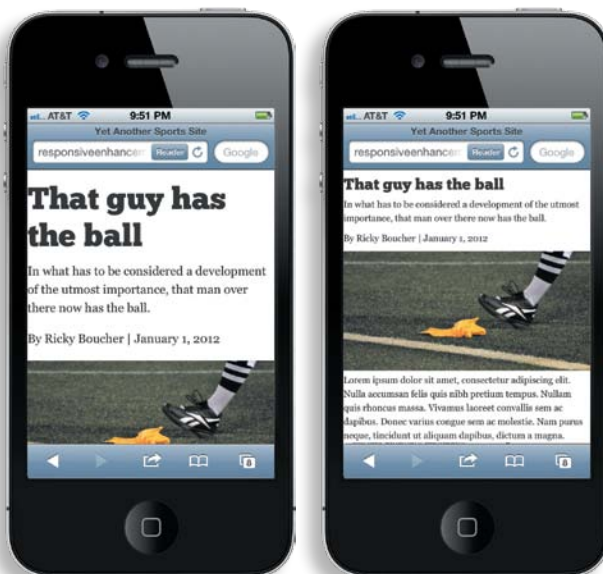 AT&T 9:51 PM
Yet Another Sports Site
responsiveenhancem Reader Google
That guy has
the ball
In what has to be considered a development
of the utmost importance, that man over
there now has the ball.
By Ricky Boucher | January 1, 2012
8
AT&T 9:51 PM
Yet Another Sports Site
responsiveenhancem Reader Google
That guy has the ball
In what has to be considered a development of the utmost
importance, that man over there now has the ball.
By Ricky Boucher | January 1, 2012
Lorem ipsum dolor sit amet, consectetur adipiscing elit.
Nulla accumsan felis quis nibh pretium tempus. Nullam
quis rhoncus massa. Vivamus laoreet convallis sem ac
dapibus. Donec varius congue sem ac molestie. Nam purus
neque, tincidunt ut aliquam dapibus, dictum a magna.
8